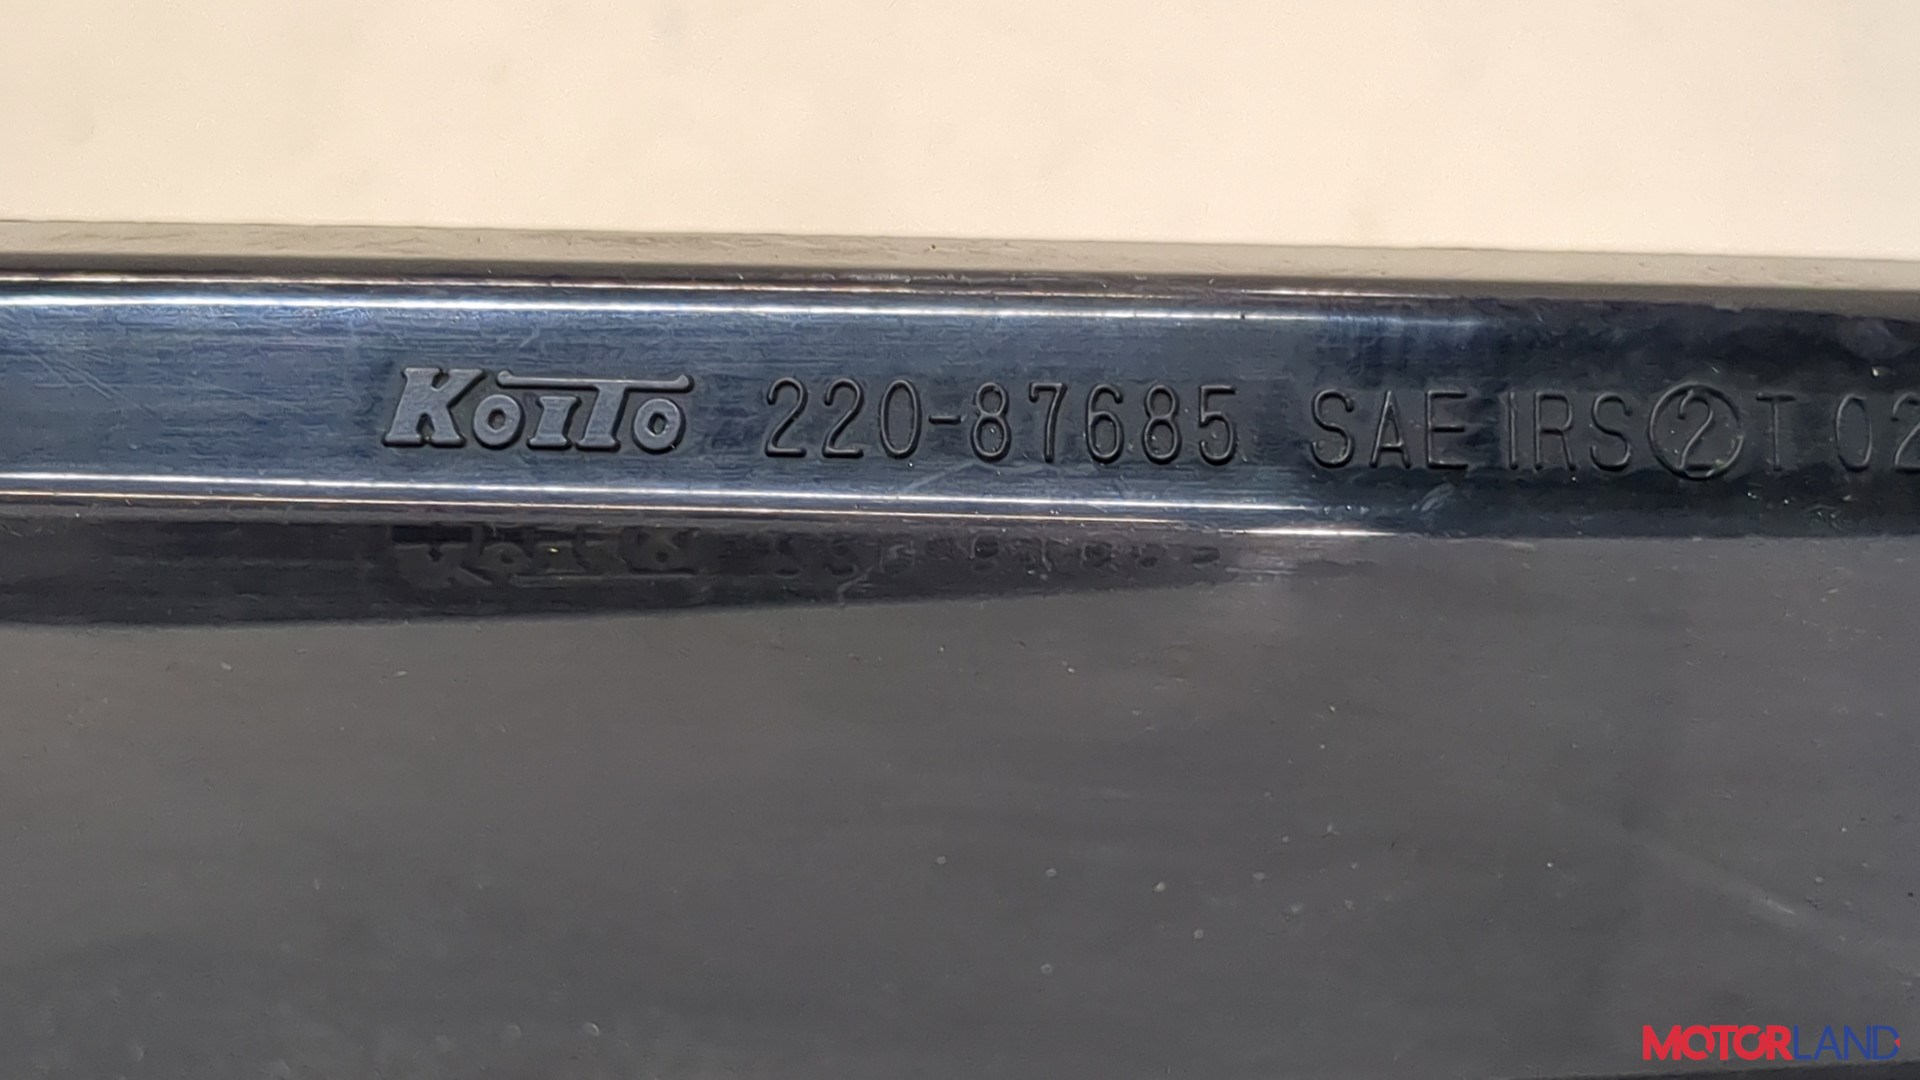 KOITO 220-87685 SAE IRS②T 02
MOTORLAND